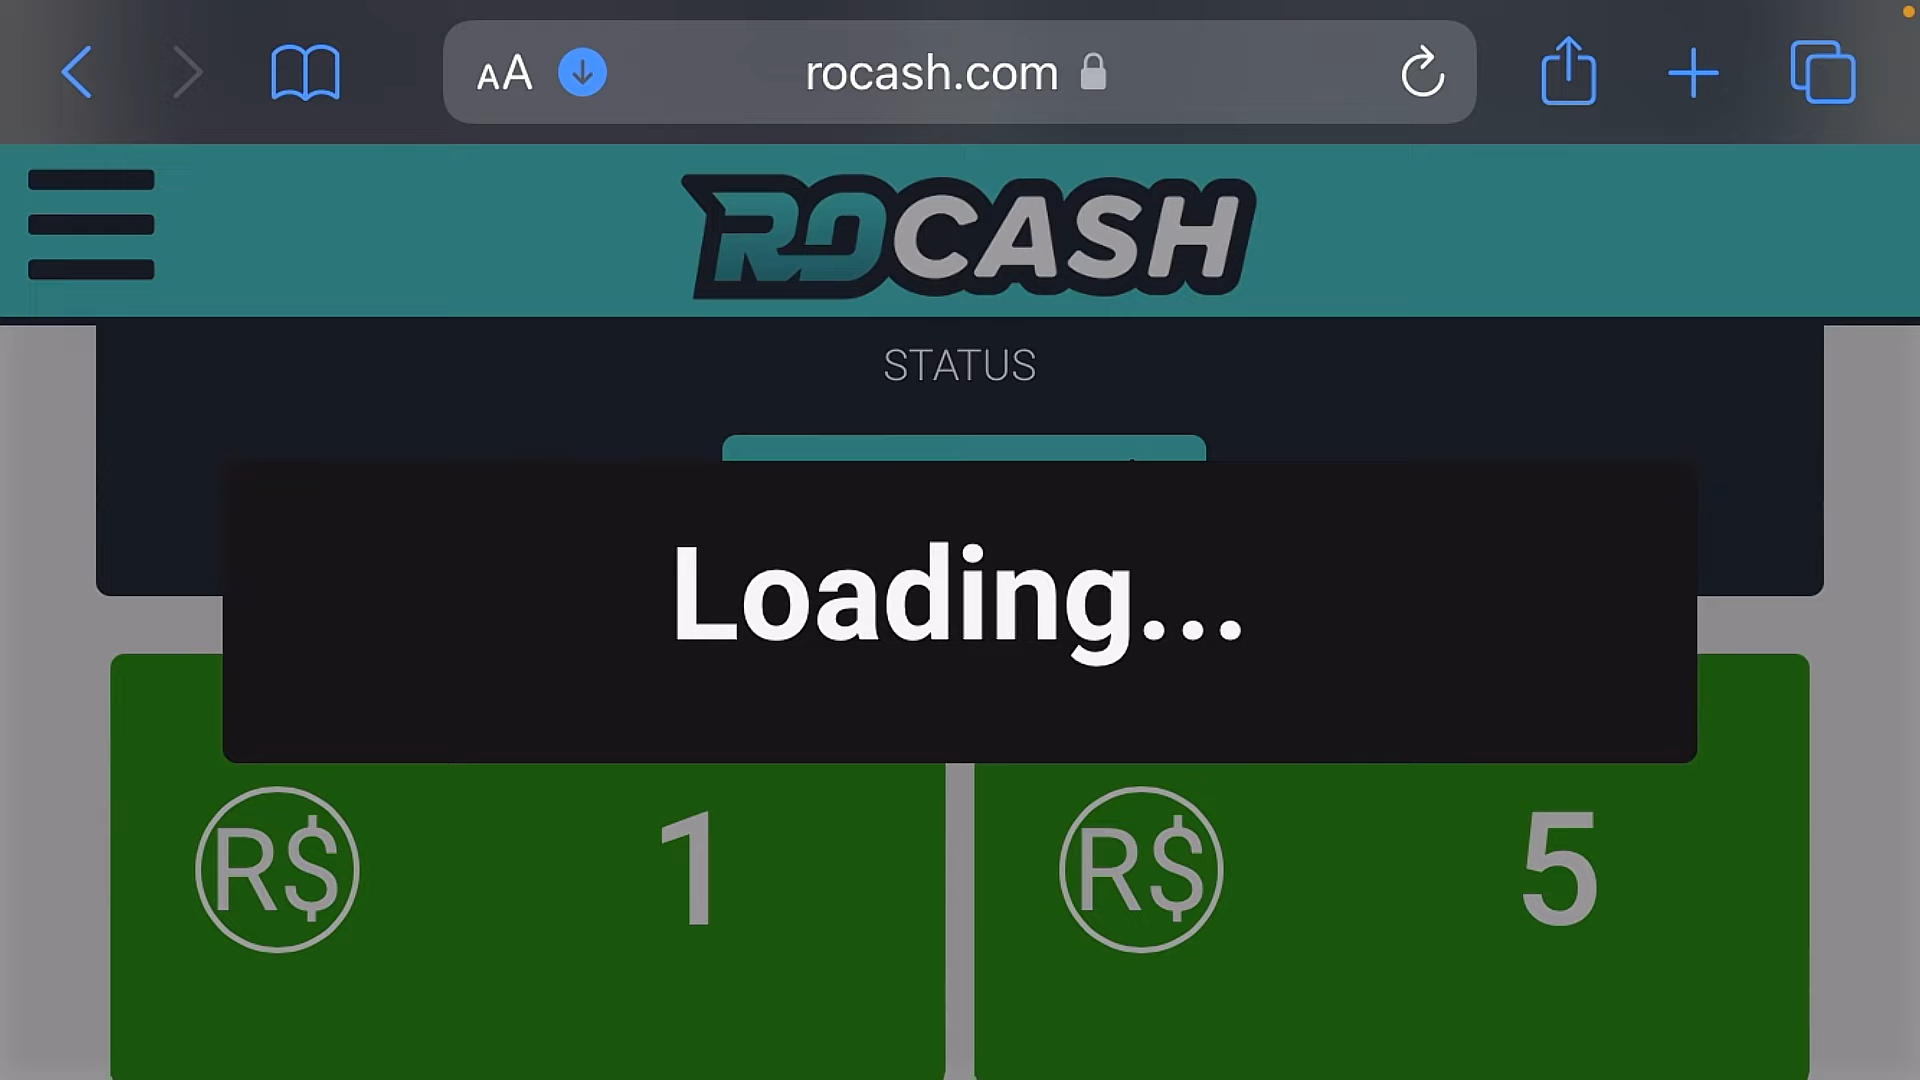 AA rocash.com
ROCASH
STATUS
Loading...
R$ 1 R$ 5